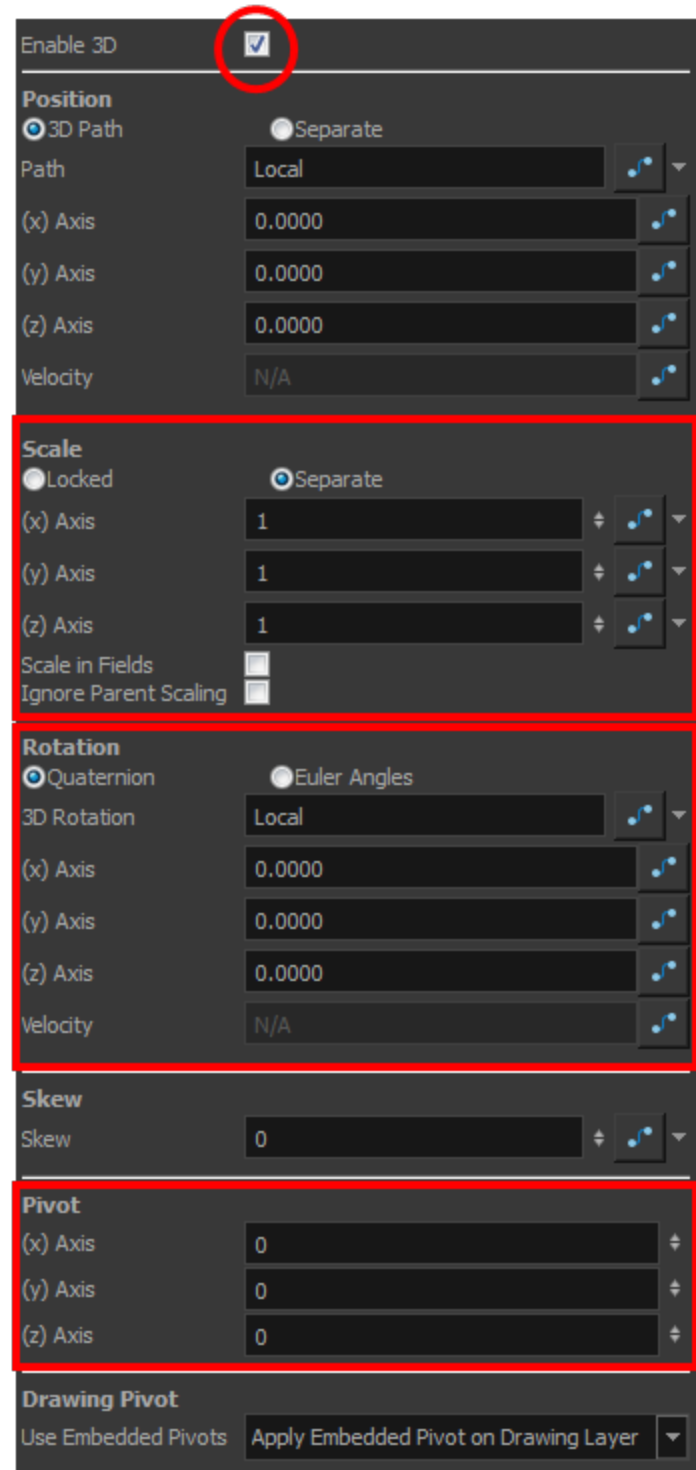 Enable 3D
Position
3D Path Separate
Path Local
(x) Axis 0.0000
(y) Axis 0.0000
(z) Axis 0.0000
Velocity N/A
Scale
Locked Separate
(x) Axis 1
(y) Axis 1
(z) Axis 1
Scale in Fields
Ignore Parent Scaling
Rotation
Quaternion Euler Angles
3D Rotation Local
(x) Axis 0.0000
(y) Axis 0.0000
(z) Axis 0.0000
Velocity N/A
Skew
Skew 0
Pivot
(x) Axis 0
(y) Axis 0
(z) Axis 0
Drawing Pivot
Use Embedded Pivots Apply Embedded Pivot on Drawing Layer